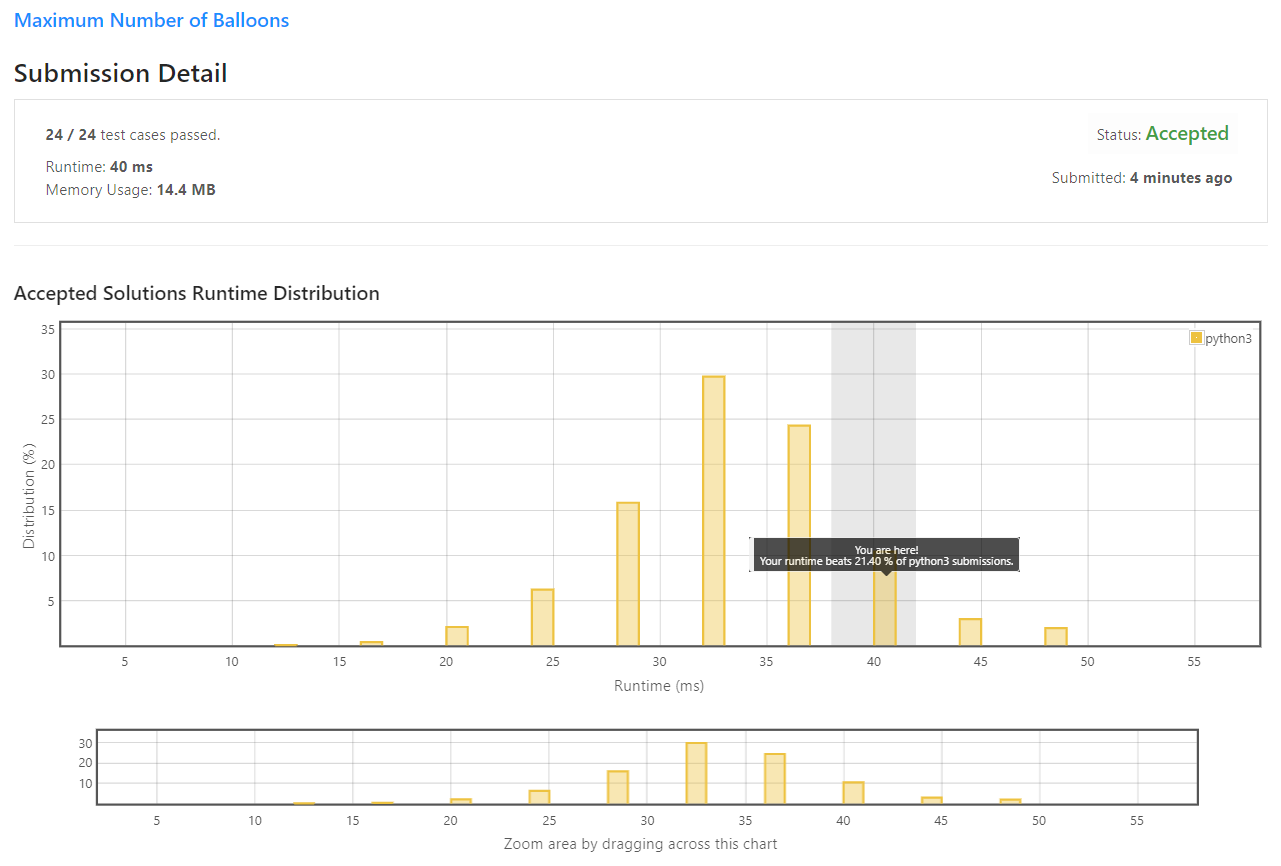 Maximum Number of Balloons
Submission Detail
24 / 24 test cases passed.
Status: Accepted
Runtime: 40 ms
Submitted: 4 minutes ago
Memory Usage: 14.4 MB
Accepted Solutions Runtime Distribution
python3
35
30
25
20
15
10
5
Distribution (%)
You are here!
Your runtime beats 21.40 % of python3 submissions.
5 10 15 20 25 30 35 40 45 50 55
Runtime (ms)
30
20
10
5 10 15 20 25 30 35 40 45 50 55
Zoom area by dragging across this chart